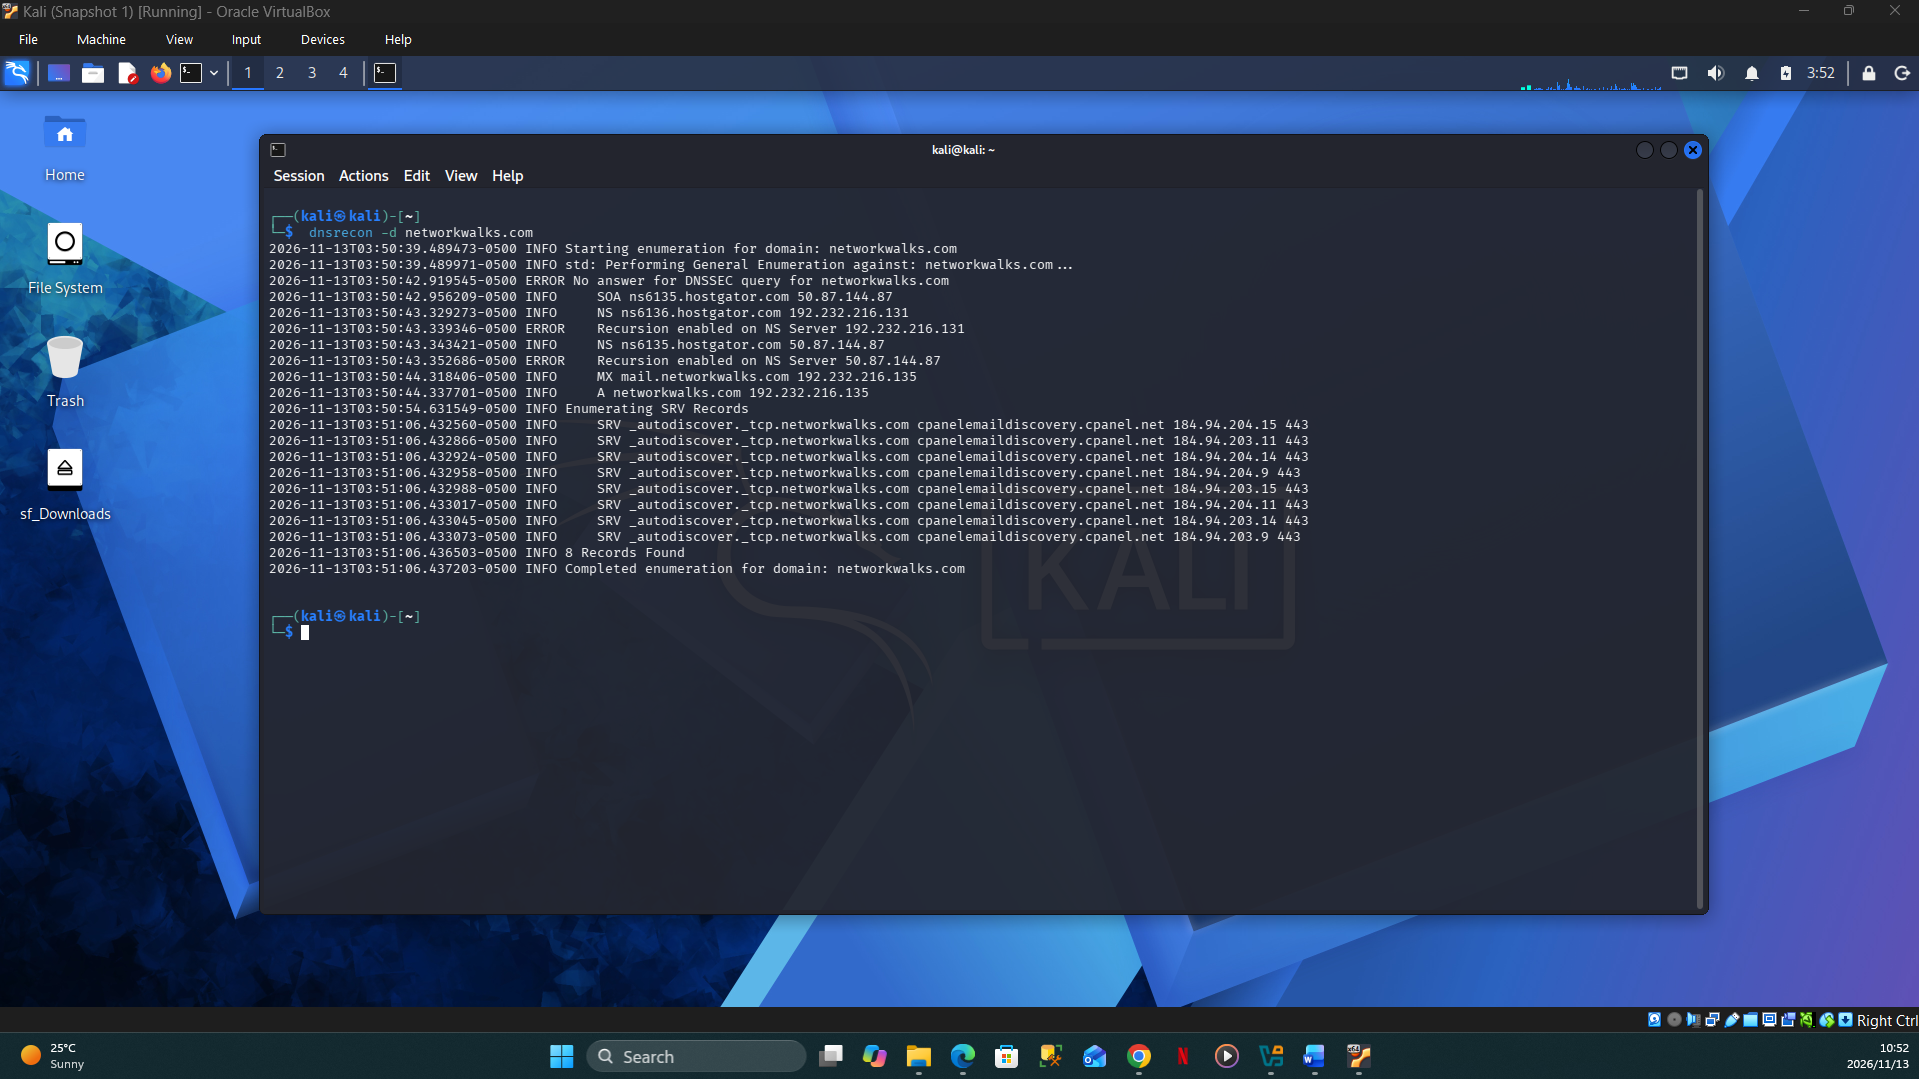 Kali (Snapshot 1) [Running] - Oracle VirtualBox
File Machine View Input Devices Help
1 2 3 4 3:52
Home
File System
Trash
sf_Downloads
kali@kali: ~
Session Actions Edit View Help
┌──(kali㉿kali)-[~]
└─$ dnsrecon -d networkwalks.com
2026-11-13T03:50:39.489473-0500 INFO Starting enumeration for domain: networkwalks.com
2026-11-13T03:50:39.489971-0500 INFO std: Performing General Enumeration against: networkwalks.com...
2026-11-13T03:50:42.919545-0500 ERROR No answer for DNSSEC query for networkwalks.com
2026-11-13T03:50:42.956209-0500 INFO SOA ns6135.hostgator.com 50.87.144.87
2026-11-13T03:50:43.329273-0500 INFO NS ns6136.hostgator.com 192.232.216.131
2026-11-13T03:50:43.339346-0500 ERROR Recursion enabled on NS Server 192.232.216.131
2026-11-13T03:50:43.343421-0500 INFO NS ns6135.hostgator.com 50.87.144.87
2026-11-13T03:50:43.352686-0500 ERROR Recursion enabled on NS Server 50.87.144.87
2026-11-13T03:50:44.318406-0500 INFO MX mail.networkwalks.com 192.232.216.135
2026-11-13T03:50:44.337701-0500 INFO A networkwalks.com 192.232.216.135
2026-11-13T03:50:54.631549-0500 INFO Enumerating SRV Records
2026-11-13T03:51:06.432560-0500 INFO SRV _autodiscover._tcp.networkwalks.com cpanelemaildiscovery.cpanel.net 184.94.204.15 443
2026-11-13T03:51:06.432866-0500 INFO SRV _autodiscover._tcp.networkwalks.com cpanelemaildiscovery.cpanel.net 184.94.203.11 443
2026-11-13T03:51:06.432924-0500 INFO SRV _autodiscover._tcp.networkwalks.com cpanelemaildiscovery.cpanel.net 184.94.204.14 443
2026-11-13T03:51:06.432958-0500 INFO SRV _autodiscover._tcp.networkwalks.com cpanelemaildiscovery.cpanel.net 184.94.204.9 443
2026-11-13T03:51:06.432988-0500 INFO SRV _autodiscover._tcp.networkwalks.com cpanelemaildiscovery.cpanel.net 184.94.203.15 443
2026-11-13T03:51:06.433017-0500 INFO SRV _autodiscover._tcp.networkwalks.com cpanelemaildiscovery.cpanel.net 184.94.204.11 443
2026-11-13T03:51:06.433045-0500 INFO SRV _autodiscover._tcp.networkwalks.com cpanelemaildiscovery.cpanel.net 184.94.203.14 443
2026-11-13T03:51:06.433073-0500 INFO SRV _autodiscover._tcp.networkwalks.com cpanelemaildiscovery.cpanel.net 184.94.203.9 443
2026-11-13T03:51:06.436503-0500 INFO 8 Records Found
2026-11-13T03:51:06.437203-0500 INFO Completed enumeration for domain: networkwalks.com
┌──(kali㉿kali)-[~]
└─$
KALI
Right Ctrl
25°C
Sunny
Search
10:52
2026/11/13